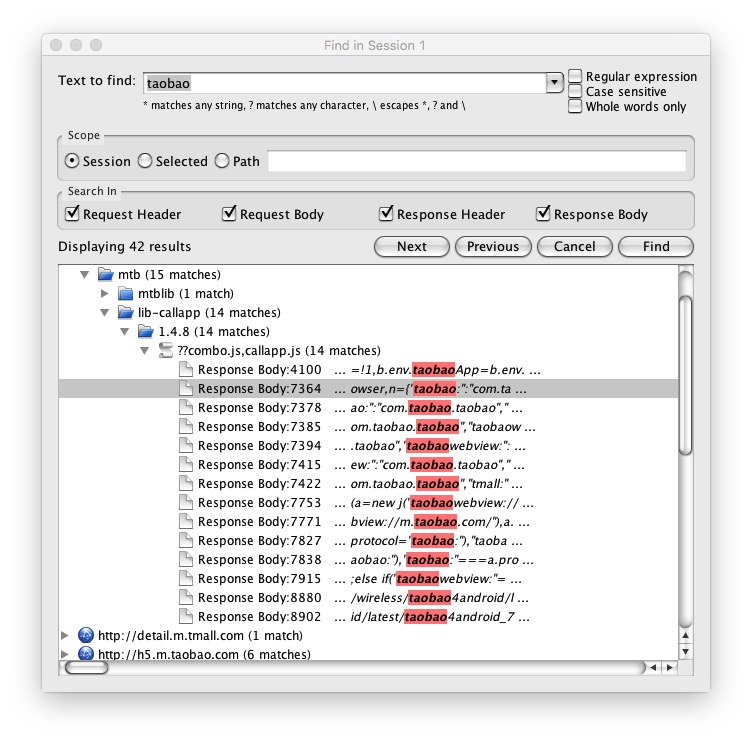 Find in Session 1
Text to find: taobao
Regular expression
Case sensitive
Whole words only
* matches any string, ? matches any character, \ escapes *, ? and \
Scope
Session Selected Path
Search In
Request Header Request Body Response Header Response Body
Displaying 42 results Next Previous Cancel Find
mtb (15 matches)
mtblib (1 match)
lib-callapp (14 matches)
1.4.8 (14 matches)
??combo.js,callapp.js (14 matches)
Response Body:4100 ... =!1,b.env.taobaoApp=b.env. ...
Response Body:7364 ... owser,n={"taobao:":"com.ta ...
Response Body:7378 ... ao:":"com.taobao.taobao"," ...
Response Body:7385 ... om.taobao.taobao","taobaow ...
Response Body:7394 ... .taobao","taobaowebview:": ...
Response Body:7415 ... ew:":"com.taobao.taobao"," ...
Response Body:7422 ... om.taobao.taobao","tmall:" ...
Response Body:7753 ... (a=new j("taobaowebview:// ...
Response Body:7771 ... bview://m.taobao.com/"),a. ...
Response Body:7827 ... protocol="taobao:"),"taoba ...
Response Body:7838 ... aobao:"),"taobao:"===a.pro ...
Response Body:7915 ... ;else if("taobaowebview:"= ...
Response Body:8880 ... /wireless/taobao4android/l ...
Response Body:8902 ... id/latest/taobao4android_7 ...
http://detail.m.tmall.com (1 match)
http://h5.m.taobao.com (6 matches)